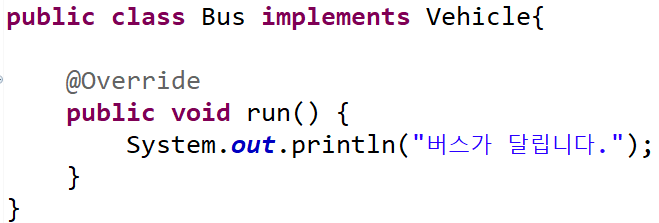 public class Bus implements Vehicle{
@Override
public void run() {
System.out.println("버스가 달립니다.");
}
}